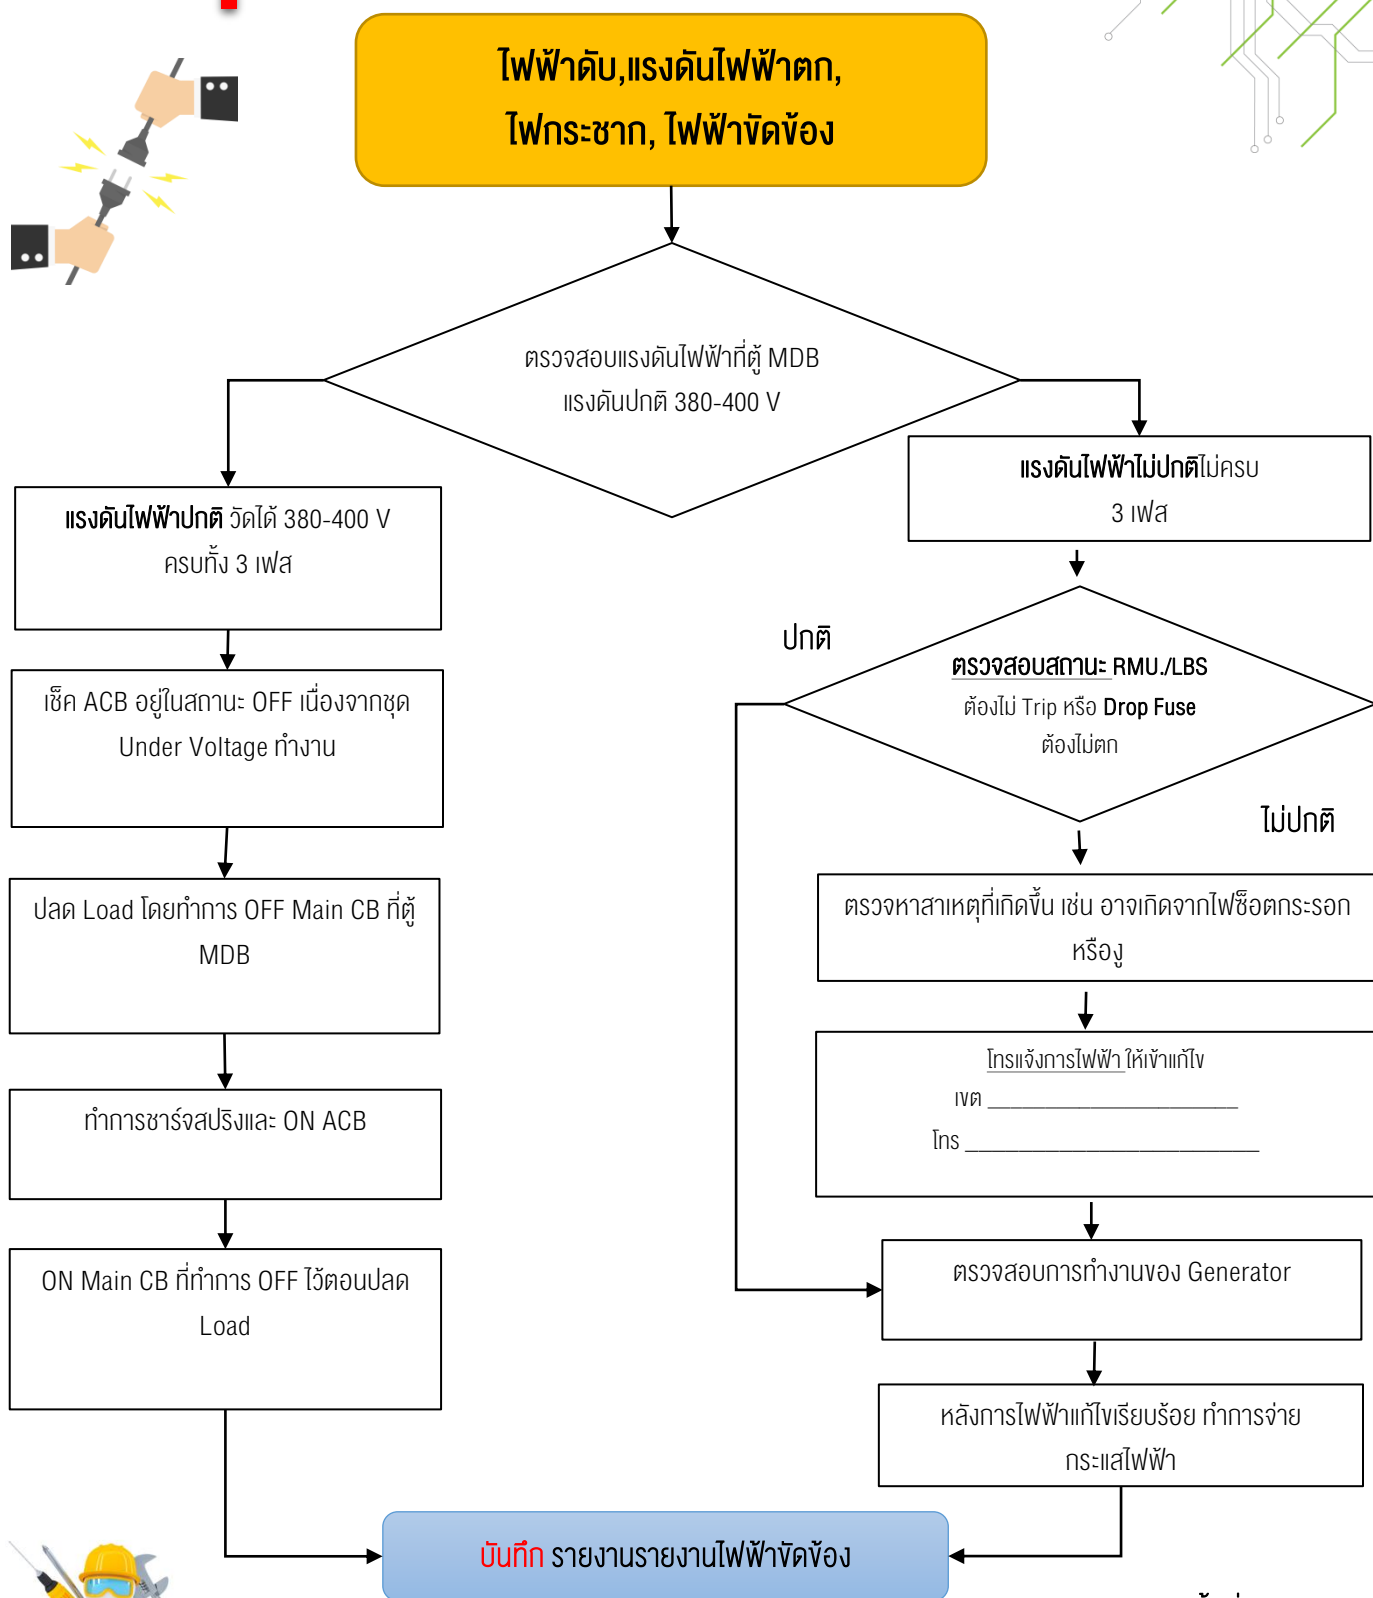 ไฟฟ้าดับ,แรงดันไฟฟ้าตก,
ไฟกระชาก, ไฟฟ้าขัดข้อง
ตรวจสอบแรงดันไฟฟ้าที่ตู้ MDB
แรงดันปกติ 380-400 V
แรงดันไฟฟ้าปกติ วัดได้ 380-400 V
ครบทั้ง 3 เฟส
เช็ค ACB อยู่ในสถานะ OFF เนื่องจากชุด
Under Voltage ทำงาน
ปลด Load โดยทำการ OFF Main CB ที่ตู้
MDB
ทำการชาร์จสปริงและ ON ACB
ON Main CB ที่ทำการ OFF ไว้ตอนปลด
Load
แรงดันไฟฟ้าไม่ปกติไม่ครบ
3 เฟส
ปกติ
ตรวจสอบสถานะ RMU./LBS
ต้องไม่ Trip หรือ Drop Fuse
ต้องไม่ตก
ไม่ปกติ
ตรวจหาสาเหตุที่เกิดขึ้น เช่น อาจเกิดจากไฟซ็อตกระรอก
หรืองู
โทรแจ้งการไฟฟ้า ให้เข้าแก้ไข
เขต ______________________
โทร __________________________
ตรวจสอบการทำงานของ Generator
หลังการไฟฟ้าแก้ไขเรียบร้อย ทำการจ่าย
กระแสไฟฟ้า
บันทึก รายงานรายงานไฟฟ้าขัดข้อง